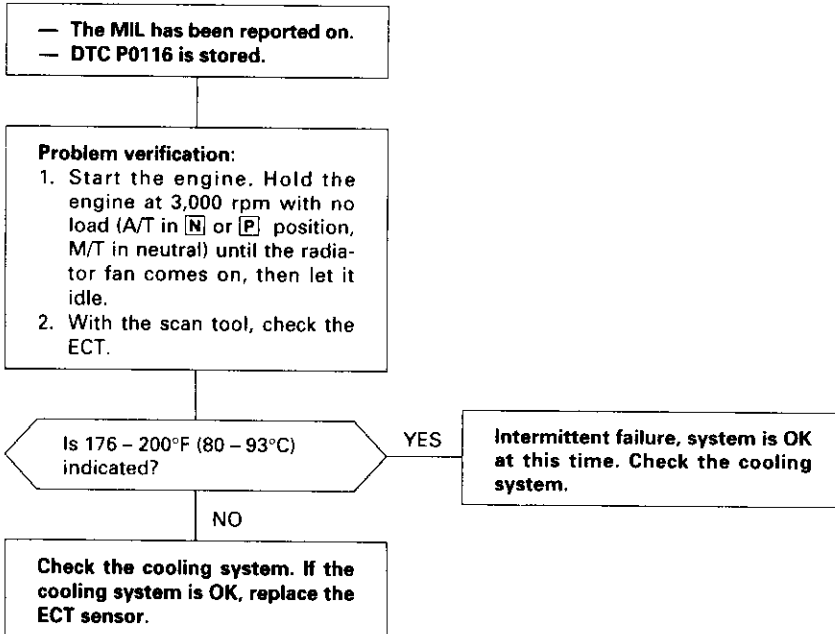 — The MIL has been reported on.
— DTC P0116 is stored.
Problem verification:
1. Start the engine. Hold the
engine at 3,000 rpm with no
load (A/T in N or P position,
M/T in neutral) until the radia-
tor fan comes on, then let it
idle.
2. With the scan tool, check the
ECT.
Is 176 – 200°F (80 – 93°C)
indicated?
YES
Intermittent failure, system is OK
at this time. Check the cooling
system.
NO
Check the cooling system. If the
cooling system is OK, replace the
ECT sensor.